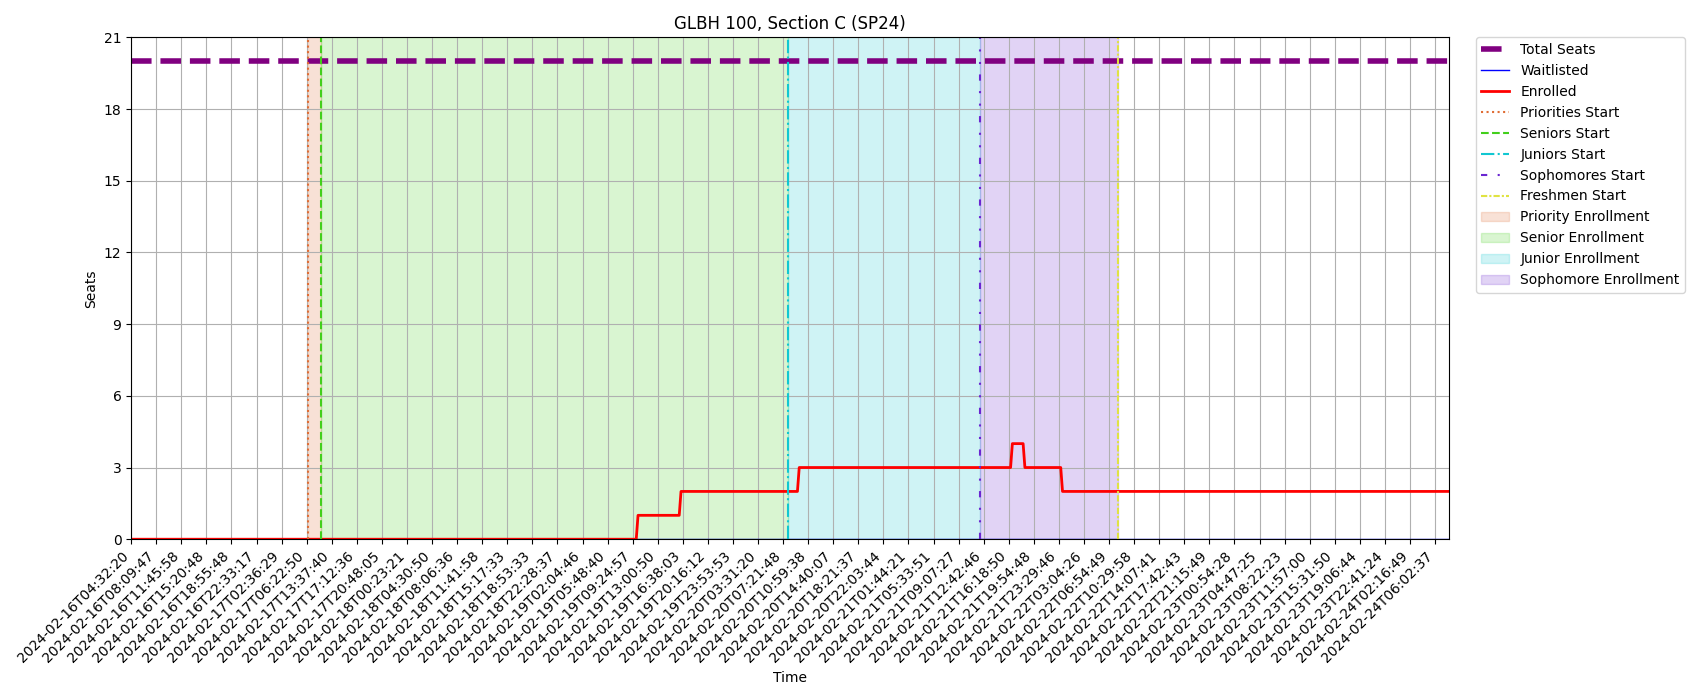 GLBH 100, Section C (SP24)
Seats
21
18
15
12
9
6
3
0
2024-02-16T04:32:20
2024-02-16T08:09:47
2024-02-16T11:45:58
2024-02-16T15:20:48
2024-02-16T18:55:48
2024-02-16T22:33:17
2024-02-17T02:36:29
2024-02-17T06:22:50
2024-02-17T13:37:40
2024-02-17T17:12:36
2024-02-17T20:48:05
2024-02-18T00:23:21
2024-02-18T04:30:50
2024-02-18T08:06:36
2024-02-18T11:41:58
2024-02-18T15:17:33
2024-02-18T18:53:33
2024-02-18T22:28:37
2024-02-19T02:04:46
2024-02-19T05:48:40
2024-02-19T09:24:57
2024-02-19T13:00:50
2024-02-19T16:38:03
2024-02-19T20:16:12
2024-02-19T23:53:53
2024-02-20T03:31:20
2024-02-20T07:21:48
2024-02-20T10:59:38
2024-02-20T14:40:07
2024-02-20T18:21:37
2024-02-20T22:03:44
2024-02-21T01:44:21
2024-02-21T05:33:51
2024-02-21T09:07:27
2024-02-21T12:42:46
2024-02-21T16:18:50
2024-02-21T19:54:48
2024-02-21T23:29:46
2024-02-22T03:04:26
2024-02-22T06:54:49
2024-02-22T10:29:58
2024-02-22T14:07:41
2024-02-22T17:42:43
2024-02-22T21:15:49
2024-02-23T00:54:28
2024-02-23T04:47:25
2024-02-23T08:22:23
2024-02-23T11:57:00
2024-02-23T15:31:50
2024-02-23T19:06:44
2024-02-23T22:41:24
2024-02-24T02:16:49
2024-02-24T06:02:37
Time
Total Seats
Waitlisted
Enrolled
Priorities Start
Seniors Start
Juniors Start
Sophomores Start
Freshmen Start
Priority Enrollment
Senior Enrollment
Junior Enrollment
Sophomore Enrollment